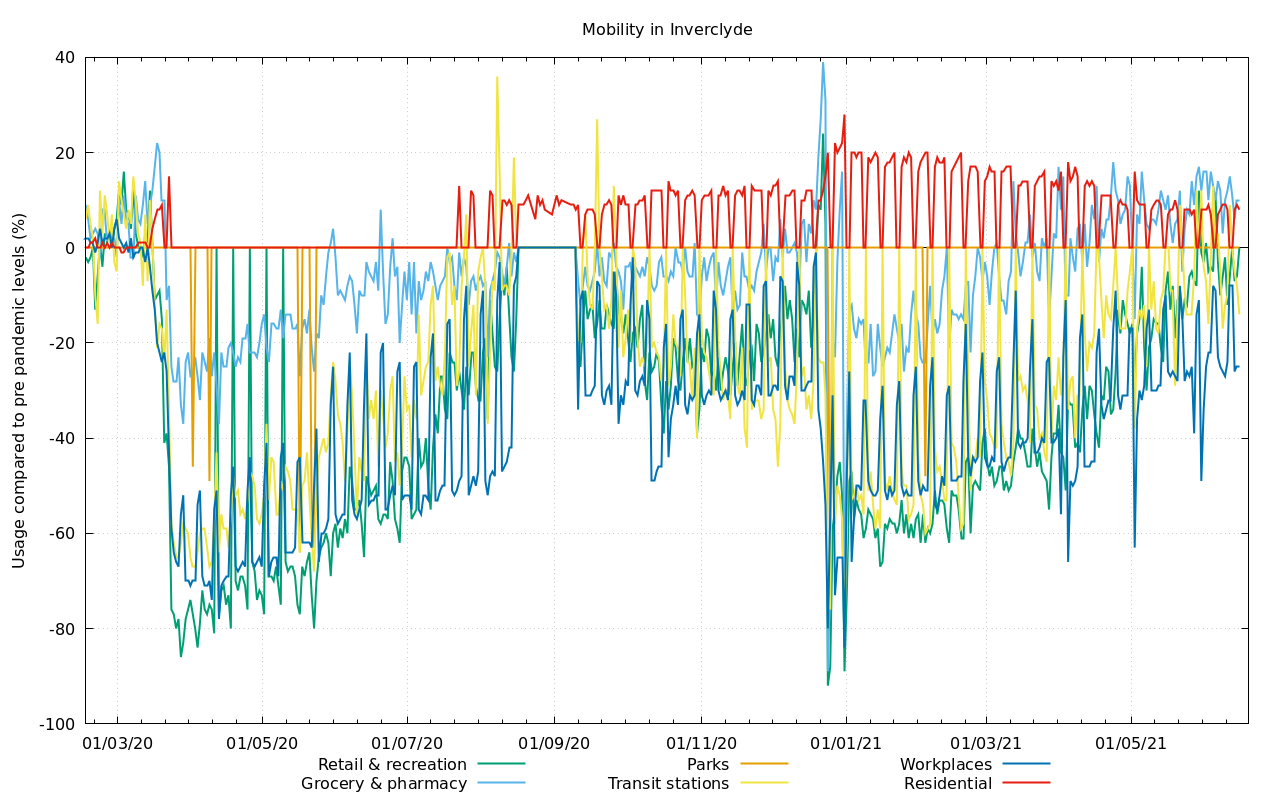 Mobility in Inverclyde
Usage compared to pre pandemic levels (%)
40
20
0
-20
-40
-60
-80
-100
01/03/20 01/05/20 01/07/20 01/09/20 01/11/20 01/01/21 01/03/21 01/05/21
Retail & recreation Parks Workplaces
Grocery & pharmacy Transit stations Residential